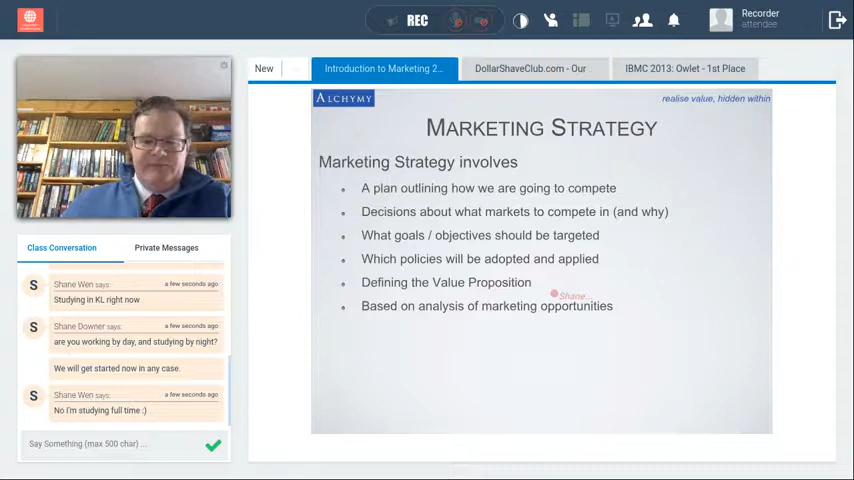 REC
Recorder
attendee
New
Introduction to Marketing 2...
DollarShaveClub.com - Our
IBMC 2013: Owlet - 1st Place
ALCHYMY
realise value, hidden within
MARKETING STRATEGY
Marketing Strategy involves
A plan outlining how we are going to compete
Decisions about what markets to compete in (and why)
What goals / objectives should be targeted
Which policies will be adopted and applied
Defining the Value Proposition
Shane...
Based on analysis of marketing opportunities
Class Conversation
Private Messages
S
Shane Wen says:
a few seconds ago
Studying in KL right now
S
Shane Downer says:
a few seconds ago
are you working by day, and studying by night?
We will get started now in any case.
S
Shane Wen says:
a few seconds ago
No I'm studying full time :)
Say Something (max 500 char) ...